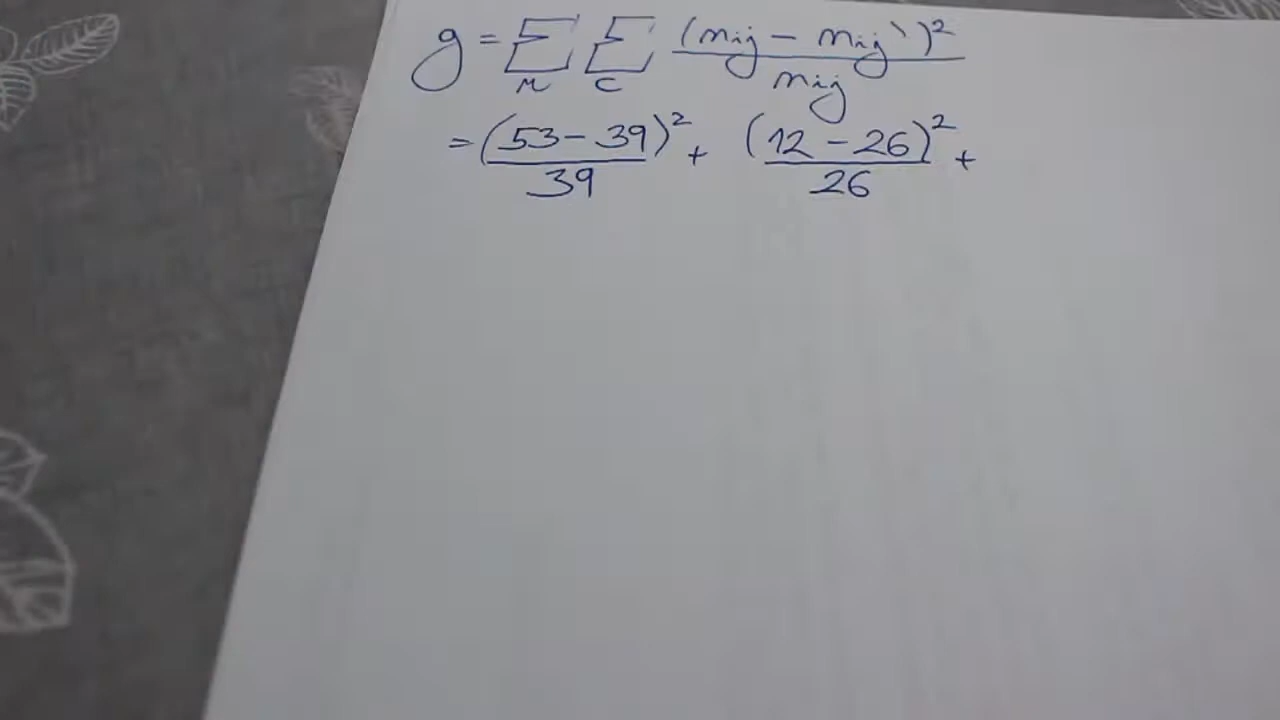 g = Σ Σ (nij - nij')²
r c nij
= (53 - 39)² + (12 - 26)² +
39 26